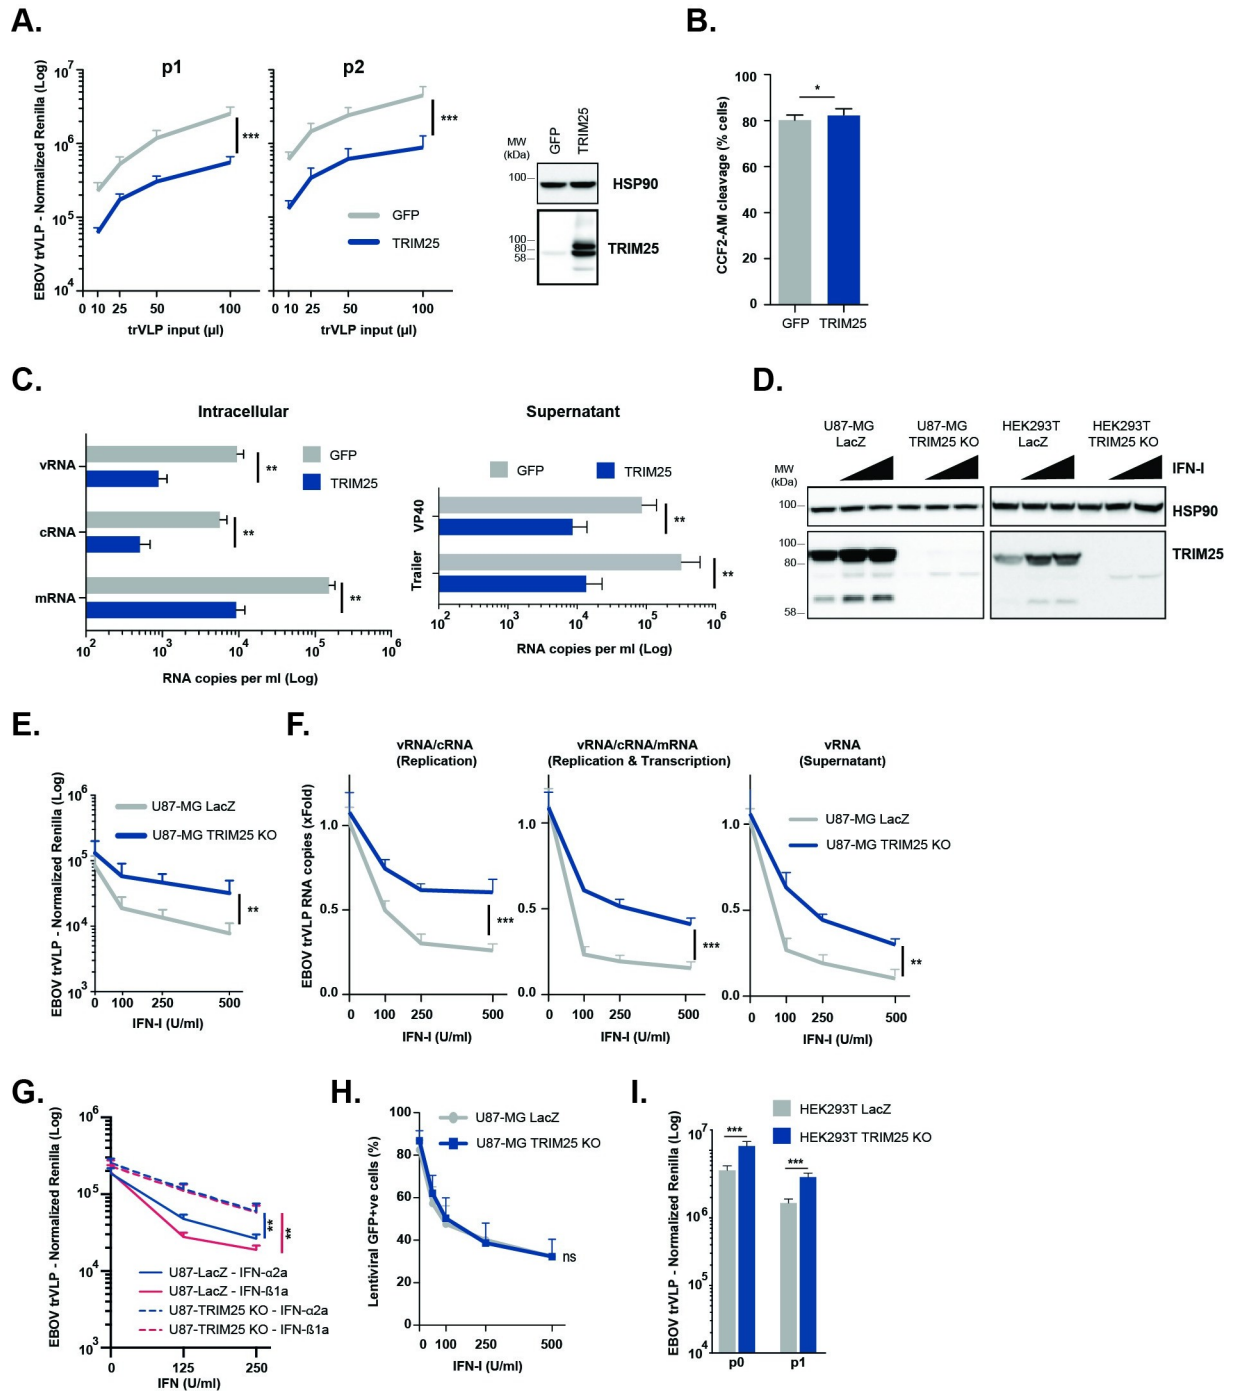 A.
p1
p2
EBOV trVLP - Normalized Renilla (Log)
10^7
10^6
10^5
10^4
***
***
GFP
TRIM25
0 10 25 50 100
0 10 25 50 100
trVLP input (µl)
trVLP input (µl)
MW
(kDa)
GFP
TRIM25
100
HSP90
100
80
58
TRIM25
B.
CCF2-AM cleavage (% cells)
100
80
60
40
20
0
*
GFP TRIM25
C.
Intracellular
vRNA
cRNA
mRNA
GFP
TRIM25
**
**
**
10^2 10^3 10^4 10^5 10^6
RNA copies per ml (Log)
Supernatant
GFP TRIM25
VP40
Trailer
**
**
10^2 10^3 10^4 10^5 10^6
RNA copies per ml (Log)
D.
U87-MG
LacZ
U87-MG
TRIM25 KO
HEK293T
LacZ
HEK293T
TRIM25 KO
IFN-I
MW
(kDa)
100
HSP90
100
80
58
TRIM25
E.
EBOV trVLP - Normalized Renilla (Log)
10^6
10^5
10^4
10^3
U87-MG LacZ
U87-MG TRIM25 KO
**
0 100 250 500
IFN-I (U/ml)
F.
vRNA/cRNA
(Replication)
vRNA/cRNA/mRNA
(Replication & Transcription)
vRNA
(Supernatant)
EBOV trVLP RNA copies (xFold)
1.0
0.5
0.0
***
0 100 250 500
IFN-I (U/ml)
1.0
0.5
0.0
***
0 100 250 500
IFN-I (U/ml)
1.0
0.5
0.0
U87-MG LacZ
U87-MG TRIM25 KO
**
0 100 250 500
IFN-I (U/ml)
G.
EBOV trVLP - Normalized Renilla (Log)
10^6
10^5
10^4
10^3
**
**
U87-LacZ - IFN-α2a
U87-LacZ - IFN-ß1a
U87-TRIM25 KO - IFN-α2a
U87-TRIM25 KO - IFN-ß1a
0 125 250
IFN (U/ml)
H.
Lentiviral GFP+ve cells (%)
100
80
60
40
20
0
U87-MG LacZ
U87-MG TRIM25 KO
ns
0 100 250 500
IFN-I (U/ml)
I.
HEK293T LacZ
HEK293T TRIM25 KO
EBOV trVLP - Normalized Renilla (Log)
10^7
10^6
10^5
10^4
***
***
p0 p1